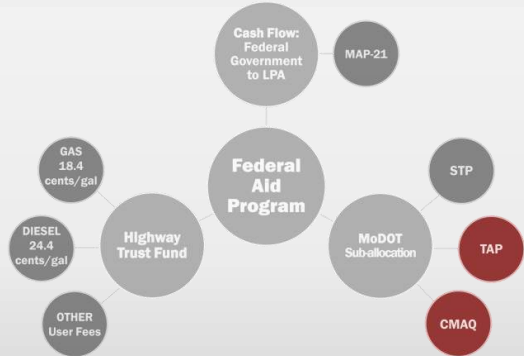 Cash Flow:
Federal
Government
to LPA
MAP-21
GAS
18.4
cents/gal
Federal
Aid
Program
STP
DIESEL
24.4
cents/gal
Highway
Trust Fund
MoDOT
Sub-allocation
TAP
OTHER
User Fees
CMAQ